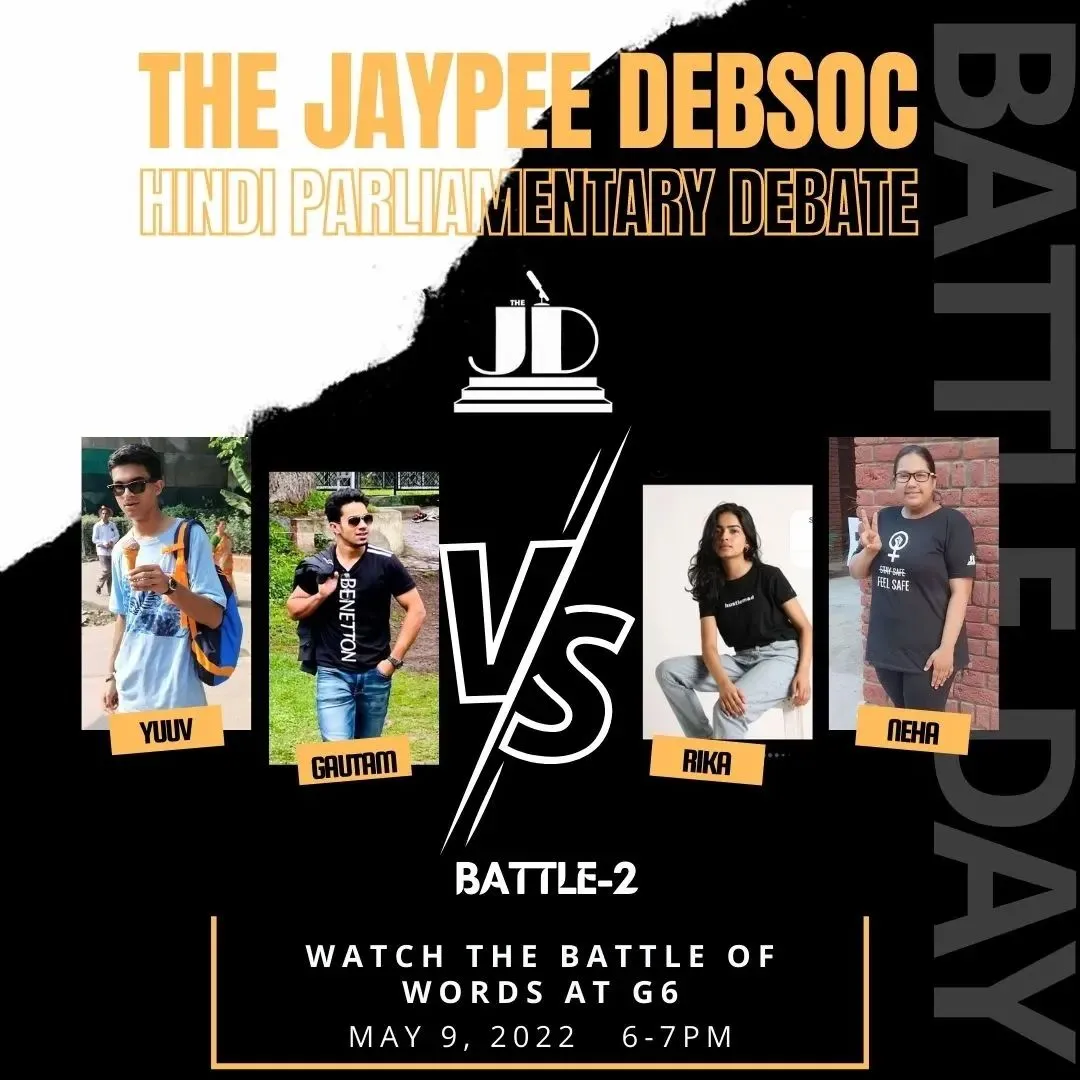 THE JAYPEE DEBSOC
HINDI PARLIAMENTARY DEBATE
BATTLE DAY
THE
JD
BENETTON
hustlemad
STAY SAFE
FEEL SAFE
VS
YUUV
GAUTAM
RIKA
NEHA
BATTLE-2
WATCH THE BATTLE OF
WORDS AT G6
MAY 9, 2022 6-7PM